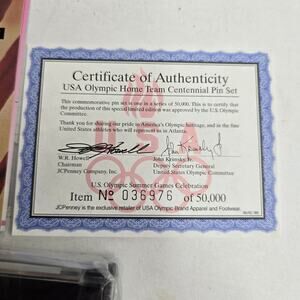 Certificate of Authenticity
USA Olympic Home Team Centennial Pin Set
This commemorative pin set is one in a series of 50,000. This is to certify
that the production of this special limited edition was approved by the U.S. Olympic
Committee.
Thank you for sharing our pride in America's Olympic heritage, and in the fine
United States athletes who will represent us in Atlanta.
W.R. Howell
Chairman
JCPenney Company, Inc.
John Krimsky Jr.
Deputy Secretary General
United States Olympic Committee
U.S. Olympic Summer Games Celebration
Item № 036976 of 50,000
JCPenney is the exclusive retailer of USA Olympic Brand Apparel and Footwear.